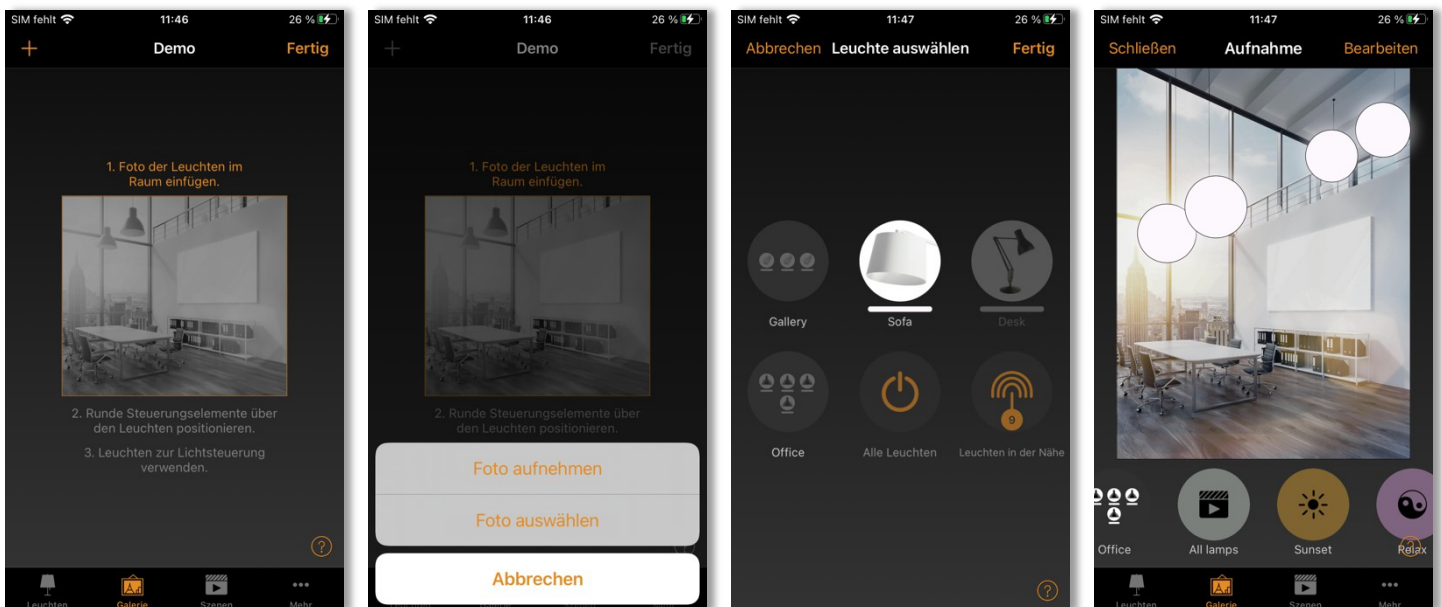 SIM fehlt 11:46 26 %
+ Demo Fertig
1. Foto der Leuchten im
Raum einfügen.
2. Runde Steuerungselemente über
den Leuchten positionieren.
3. Leuchten zur Lichtsteuerung
verwenden.
?
Leuchten Galerie Szenen Mehr
SIM fehlt 11:46 26 %
+ Demo Fertig
1. Foto der Leuchten im
Raum einfügen.
2. Runde Steuerungselemente über
den Leuchten positionieren.
Foto aufnehmen
Foto auswählen
Abbrechen
Leuchten Galerie Szenen Mehr
SIM fehlt 11:47 26 %
Abbrechen Leuchte auswählen Fertig
Gallery Sofa Desk
9
Office Alle Leuchten Leuchten in der Nähe
?
SIM fehlt 11:47 26 %
Schließen Aufnahme Bearbeiten
Office All lamps Sunset Relax
?
Leuchten Galerie Szenen Mehr